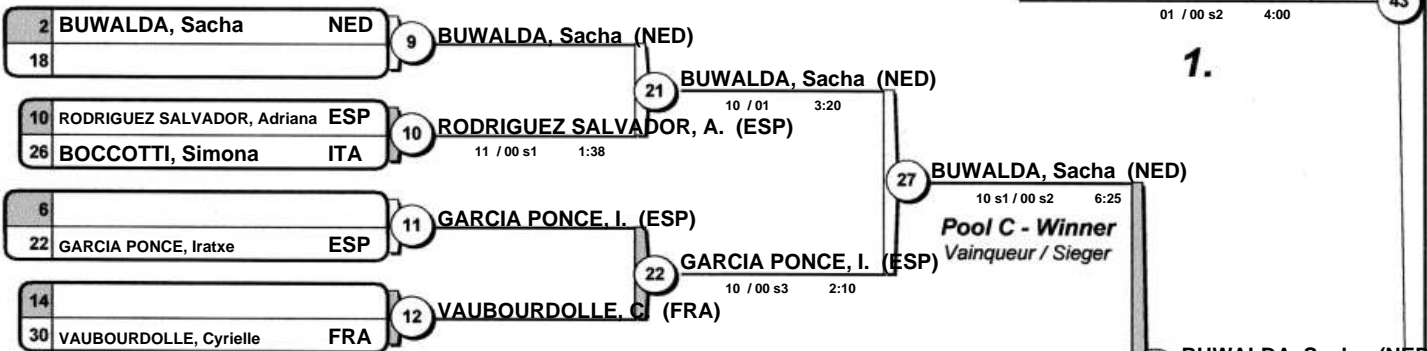 01 / 00 s2 4:00
43
1.
2 BUWALDA, Sacha NED
18
9
BUWALDA, Sacha (NED)
10 RODRIGUEZ SALVADOR, Adriana ESP
26 BOCCOTTI, Simona ITA
10
RODRIGUEZ SALVADOR, A. (ESP)
11 / 00 s1 1:38
21
BUWALDA, Sacha (NED)
10 / 01 3:20
6
22 GARCIA PONCE, Iratxe ESP
11
GARCIA PONCE, I. (ESP)
14
30 VAUBOURDOLLE, Cyrielle FRA
12
VAUBOURDOLLE, C. (FRA)
22
GARCIA PONCE, I. (ESP)
10 / 00 s3 2:10
27
BUWALDA, Sacha (NED)
10 s1 / 00 s2 6:25
Pool C - Winner
Vainqueur / Sieger